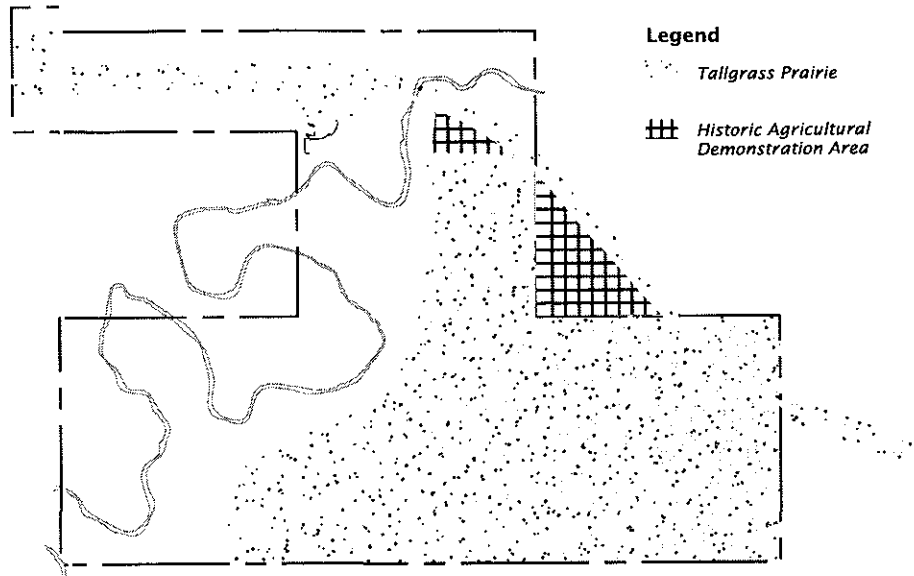 Legend
Tallgrass Prairie
Historic Agricultural
Demonstration Area